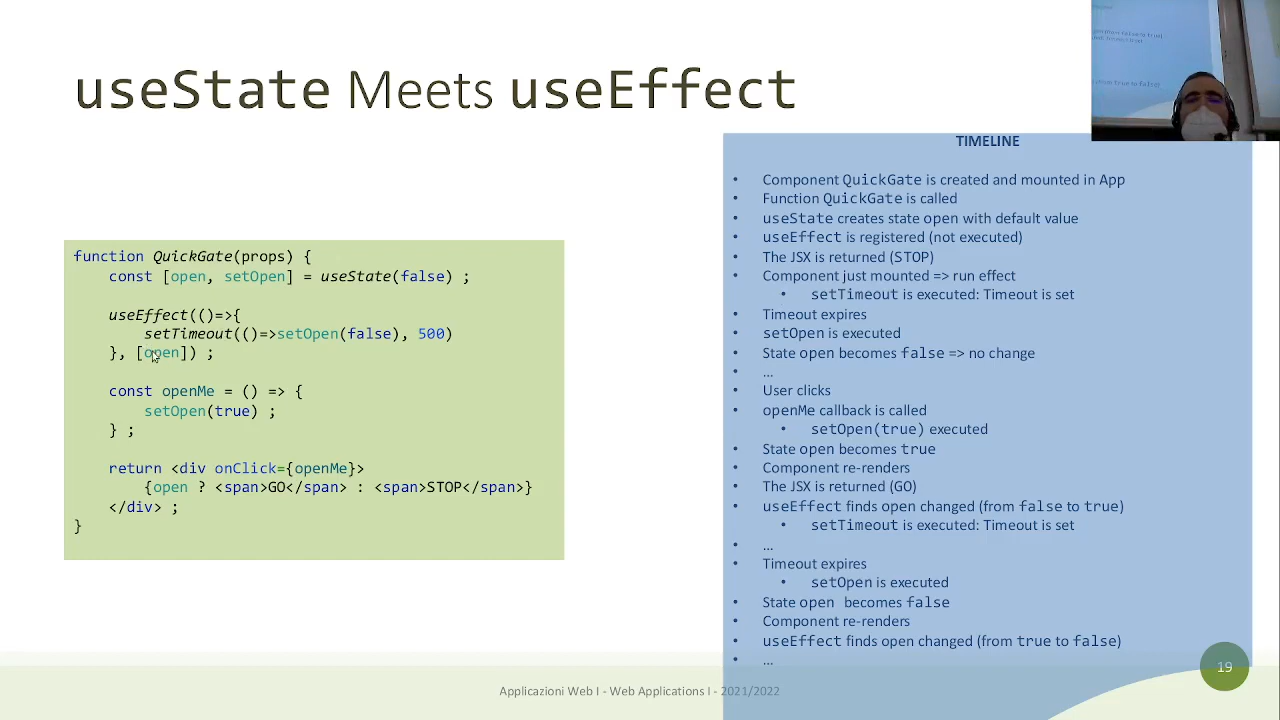 useState Meets useEffect
function QuickGate(props) {
const [open, setOpen] = useState(false) ;
useEffect(()=>{
setTimeout(()=>setOpen(false), 500)
}, [open]) ;
const openMe = () => {
setOpen(true) ;
} ;
return <div onClick={openMe}>
{open ? <span>GO</span> : <span>STOP</span>}
</div> ;
}
TIMELINE
• Component QuickGate is created and mounted in App
• Function QuickGate is called
• useState creates state open with default value
• useEffect is registered (not executed)
• The JSX is returned (STOP)
• Component just mounted => run effect
• setTimeout is executed: Timeout is set
• Timeout expires
• setOpen is executed
• State open becomes false => no change
• …
• User clicks
• openMe callback is called
• setOpen(true) executed
• State open becomes true
• Component re-renders
• The JSX is returned (GO)
• useEffect finds open changed (from false to true)
• setTimeout is executed: Timeout is set
• …
• Timeout expires
• setOpen is executed
• State open becomes false
• Component re-renders
• useEffect finds open changed (from true to false)
• …
Applicazioni Web I - Web Applications I - 2021/2022
19